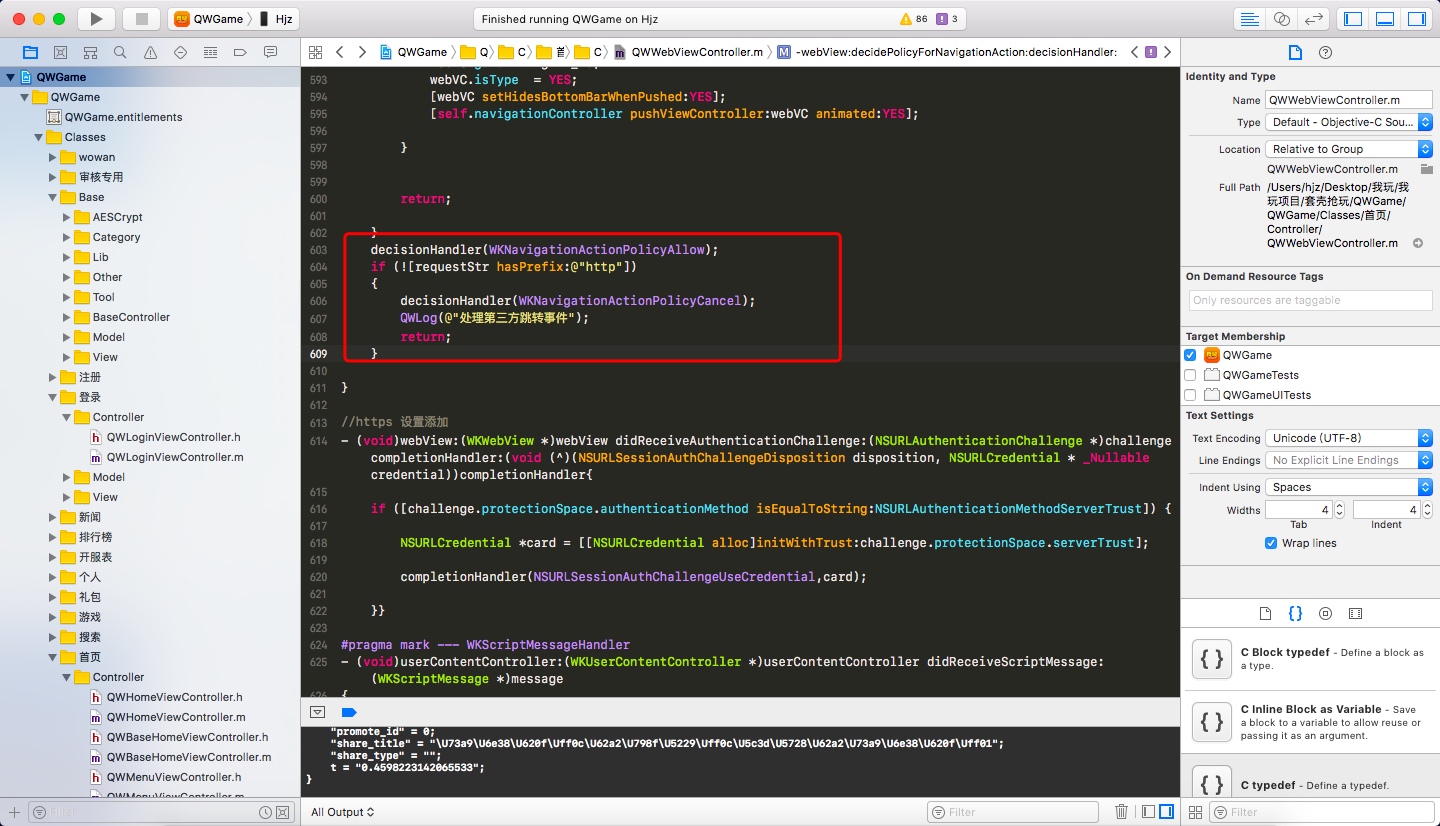 QWGame
Hjz
Finished running QWGame on Hjz
86
3
QWGame
QWGame
QWGame.entitlements
Classes
wowan
审核专用
Base
AESCrypt
Category
Lib
Other
Tool
BaseController
Model
View
注册
登录
Controller
QWLoginViewController.h
QWLoginViewController.m
Model
View
新闻
排行榜
开服表
个人
礼包
游戏
搜索
首页
Controller
QWHomeViewController.h
QWHomeViewController.m
QWBaseHomeViewController.h
QWBaseHomeViewController.m
QWMenuViewController.h
QWMenuViewController.m
Filter
QWGame
Q
C
首
C
QWWebViewController.m
-webView:decidePolicyForNavigationAction:decisionHandler:
593 webVC.isType = YES;
594 [webVC setHidesBottomBarWhenPushed:YES];
595 [self.navigationController pushViewController:webVC animated:YES];
596
597 }
598
599
600 return;
601
602 }
603 decisionHandler(WKNavigationActionPolicyAllow);
604 if (![requestStr hasPrefix:@"http"])
605 {
606 decisionHandler(WKNavigationActionPolicyCancel);
607 QWLog(@"处理第三方跳转事件");
608 return;
609 }
610
611 }
612
613 //https 设置添加
614 - (void)webView:(WKWebView *)webView didReceiveAuthenticationChallenge:(NSURLAuthenticationChallenge *)challenge
completionHandler:(void (^)(NSURLSessionAuthChallengeDisposition disposition, NSURLCredential * _Nullable
credential))completionHandler{
615
616 if ([challenge.protectionSpace.authenticationMethod isEqualToString:NSURLAuthenticationMethodServerTrust]) {
617
618 NSURLCredential *card = [[NSURLCredential alloc]initWithTrust:challenge.protectionSpace.serverTrust];
619
620 completionHandler(NSURLSessionAuthChallengeUseCredential,card);
621
622 }}
623
624 #pragma mark --- WKScriptMessageHandler
625 - (void)userContentController:(WKUserContentController *)userContentController didReceiveScriptMessage:
(WKScriptMessage *)message
626 {
"promote_id" = 0;
"share_title" = "\U73a9\U6e38\U620f\Uff0c\U62a2\U798f\U5229\Uff0c\U5c3d\U5728\U62a2\U73a9\U6e38\U620f\Uff01";
"share_type" = "";
t = "0.4598223142065533";
}
All Output
Filter
Identity and Type
Name QWWebViewController.m
Type Default - Objective-C Sou...
Location Relative to Group
QWWebViewController.m
Full Path /Users/hjz/Desktop/我玩/我
玩项目/套壳抢玩/QWGame/
QWGame/Classes/首页/
Controller/
QWWebViewController.m
On Demand Resource Tags
Only resources are taggable
Target Membership
QWGame
QWGameTests
QWGameUITests
Text Settings
Text Encoding Unicode (UTF-8)
Line Endings No Explicit Line Endings
Indent Using Spaces
Widths 4 4
Tab Indent
Wrap lines
{ }
{ } C Block typedef - Define a block as
a type.
{ } C Inline Block as Variable - Save
a block to a variable to allow reuse or
passing it as an argument.
{ } C typedef - Define a typedef.
Filter